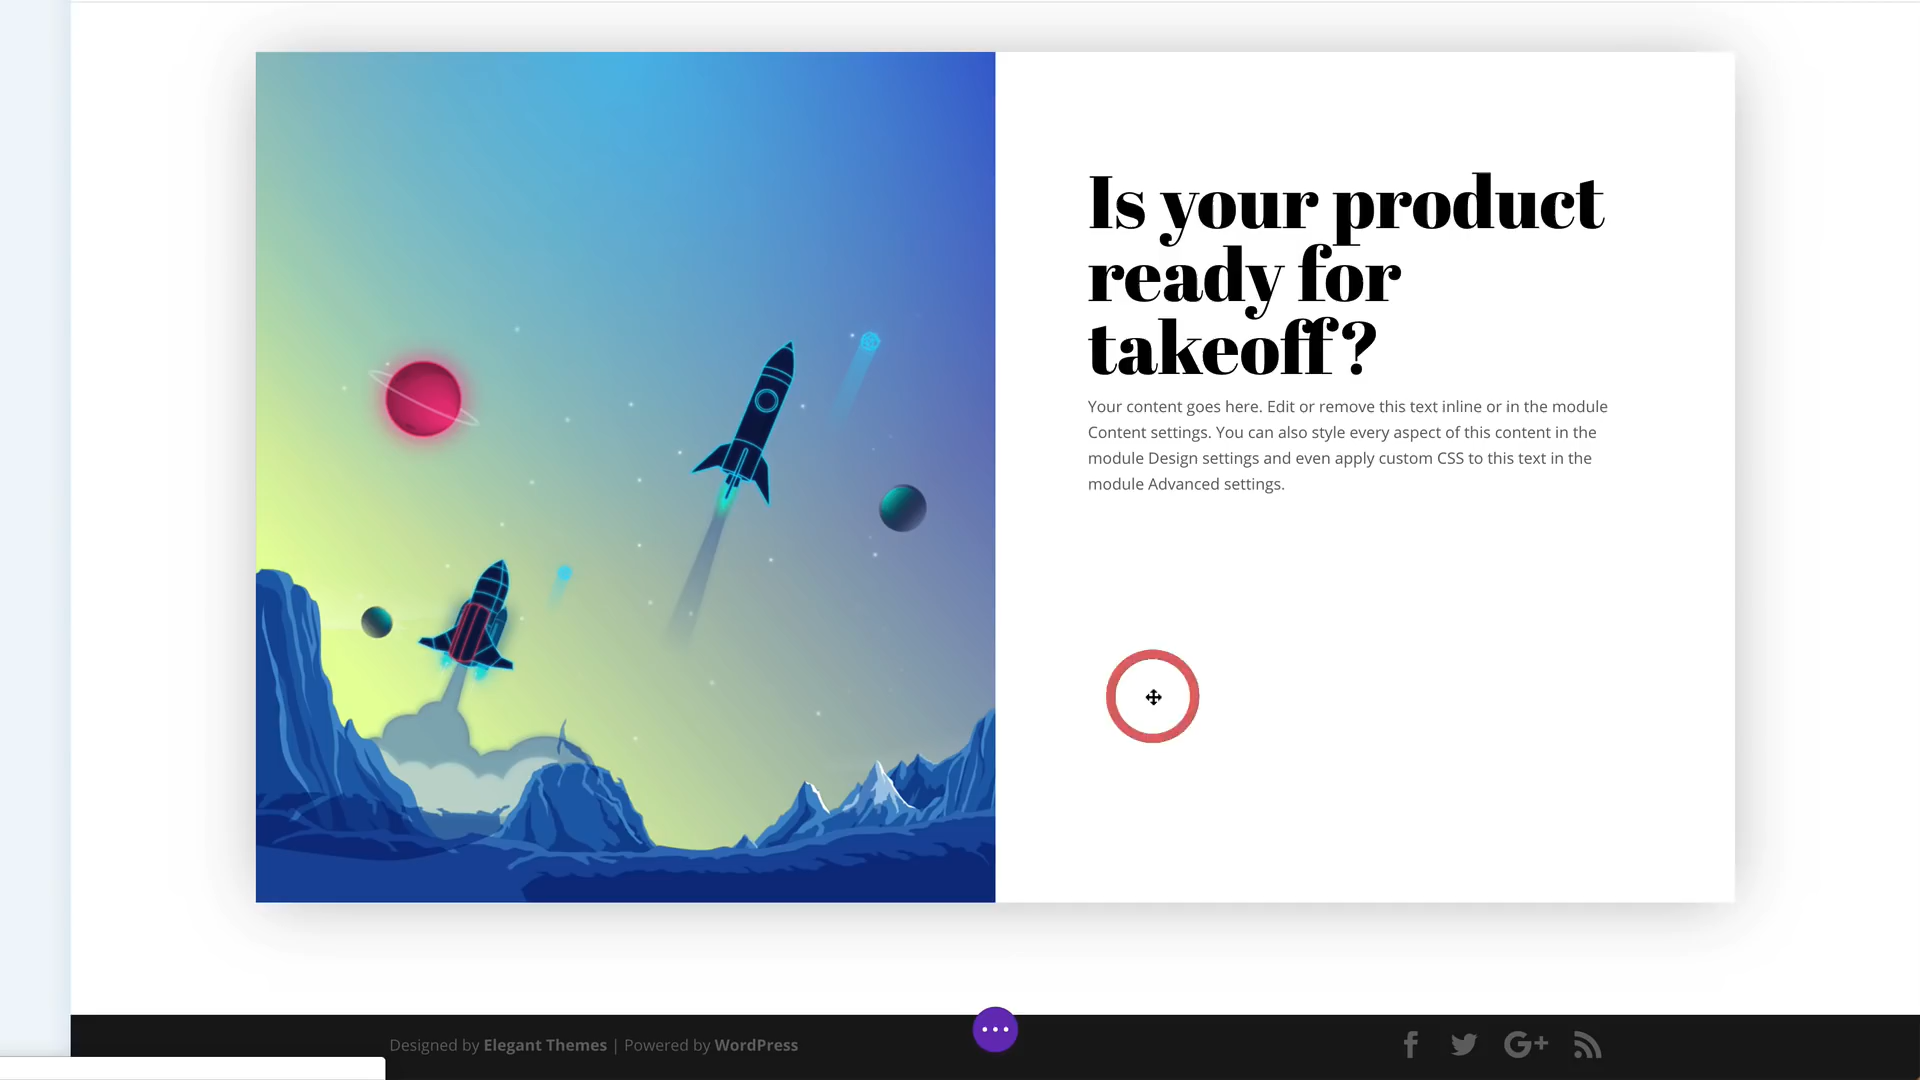 Is your product
ready for
takeoff?
Your content goes here. Edit or remove this text inline or in the module
Content settings. You can also style every aspect of this content in the
module Design settings and even apply custom CSS to this text in the
module Advanced settings.
Designed by Elegant Themes | Powered by WordPress